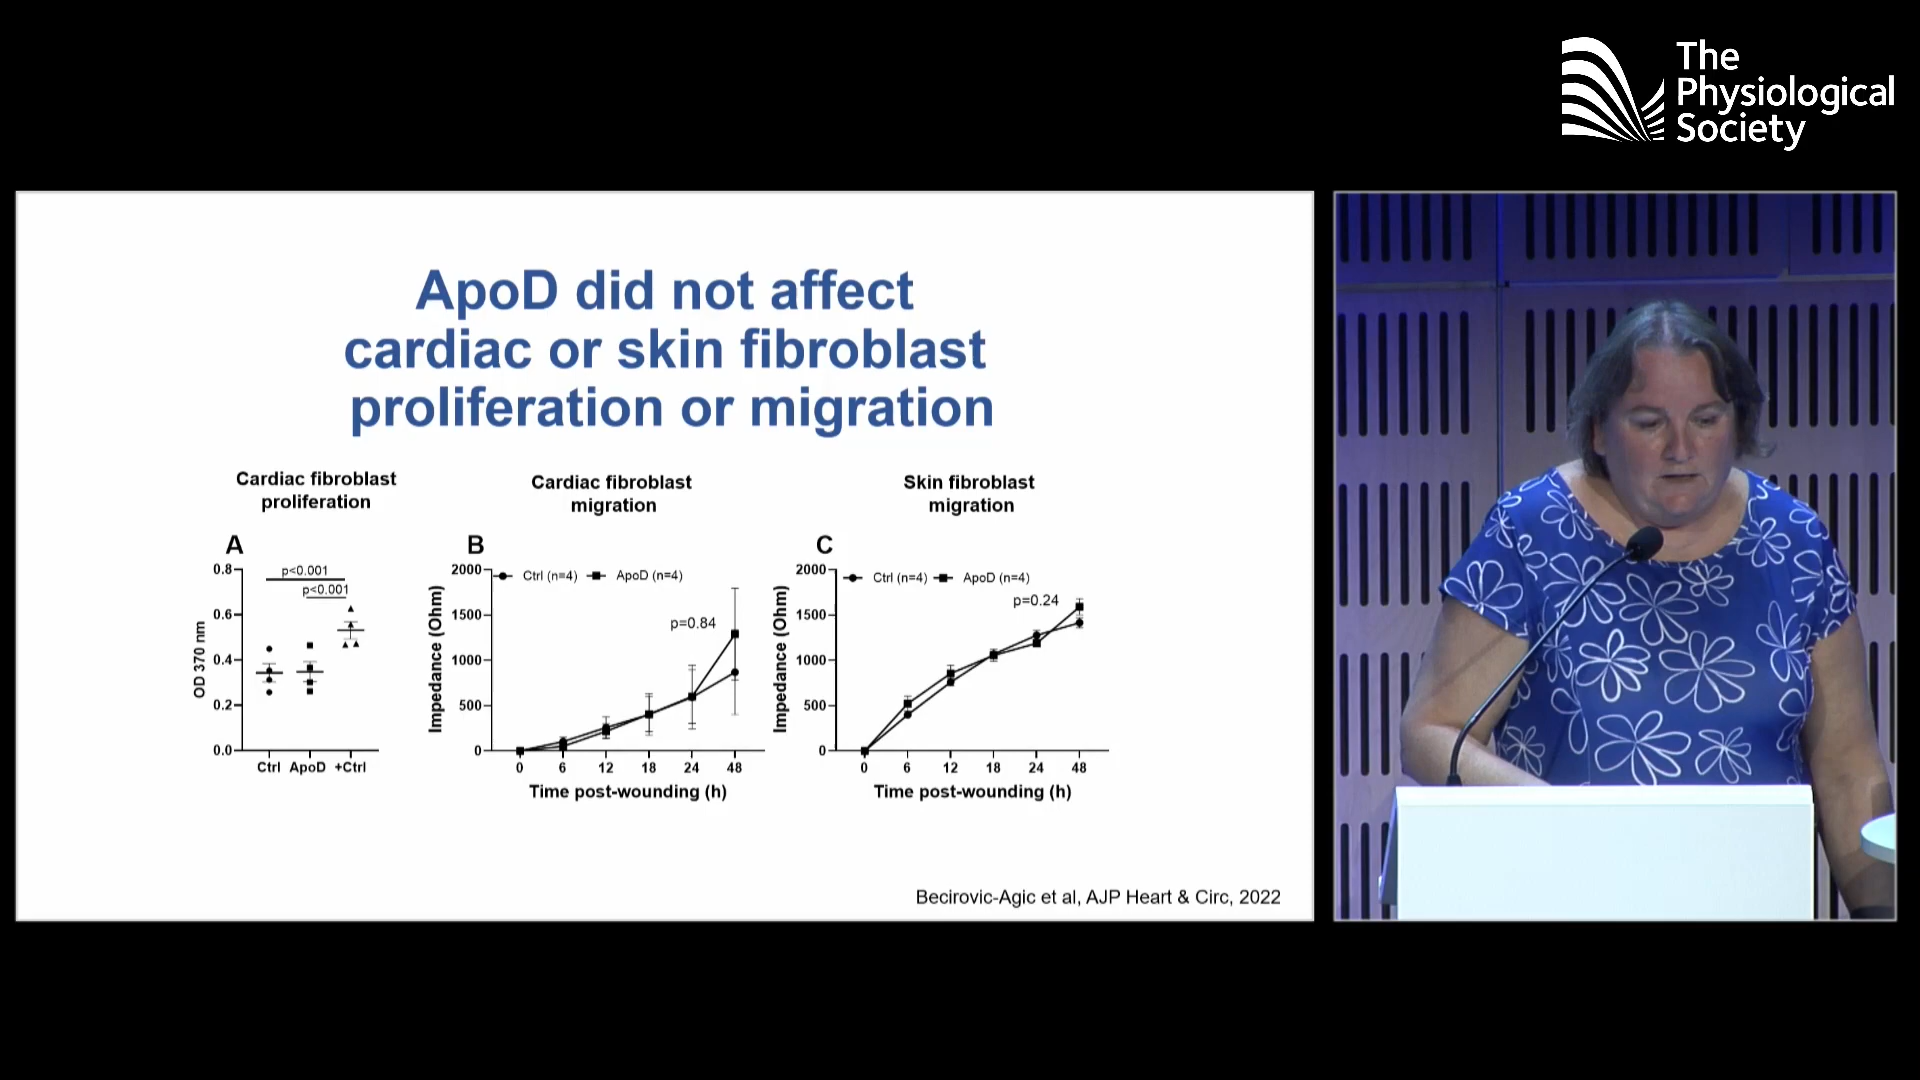 The
Physiological
Society
ApoD did not affect
cardiac or skin fibroblast
proliferation or migration
Cardiac fibroblast
proliferation
Cardiac fibroblast
migration
Skin fibroblast
migration
A
0.8
0.6
0.4
0.2
0.0
OD 370 nm
p<0.001
p<0.001
Ctrl ApoD +Ctrl
B
2000
1500
1000
500
0
Impedance (Ohm)
Ctrl (n=4) ApoD (n=4)
p=0.84
0 6 12 18 24 48
Time post-wounding (h)
C
2000
1500
1000
500
0
Impedance (Ohm)
Ctrl (n=4) ApoD (n=4)
p=0.24
0 6 12 18 24 48
Time post-wounding (h)
Becirovic-Agic et al, AJP Heart & Circ, 2022